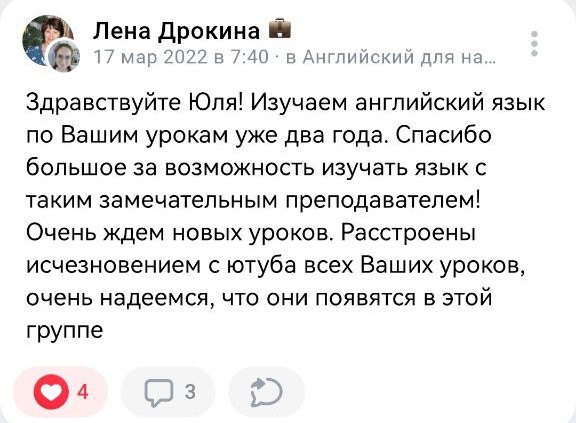 Лена Дрокина
17 мар 2022 в 7:40 · в Английский для на...
Здравствуйте Юля! Изучаем английский язык
по Вашим урокам уже два года. Спасибо
большое за возможность изучать язык с
таким замечательным преподавателем!
Очень ждем новых уроков. Расстроены
исчезновением с ютуба всех Ваших уроков,
очень надеемся, что они появятся в этой
группе
4 3